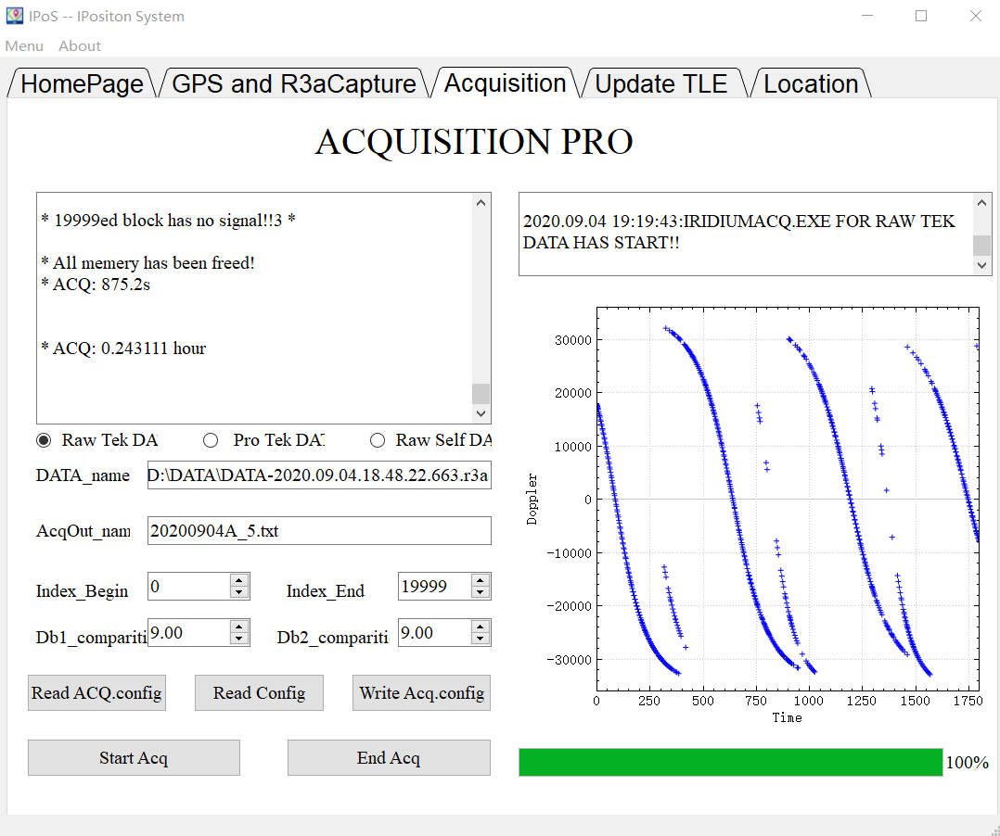 IPoS -- IPositon System
Menu About
HomePage GPS and R3aCapture Acquisition Update TLE Location
ACQUISITION PRO
* 19999ed block has no signal!!3 *
* All memery has been freed!
* ACQ: 875.2s
* ACQ: 0.243111 hour
2020.09.04 19:19:43:IRIDIUMACQ.EXE FOR RAW TEK
DATA HAS START!!
Raw Tek DA Pro Tek DA Raw Self DA
DATA_name D:\DATA\DATA-2020.09.04.18.48.22.663.r3a
AcqOut_nam 20200904A_5.txt
Index_Begin 0 Index_End 19999
Db1_compariti 9.00 Db2_compariti 9.00
Read ACQ.config Read Config Write Acq.config
Start Acq End Acq
30000
20000
10000
0
-10000
-20000
-30000
Doppler
0 250 500 750 1000 1250 1500 1750
Time
100%